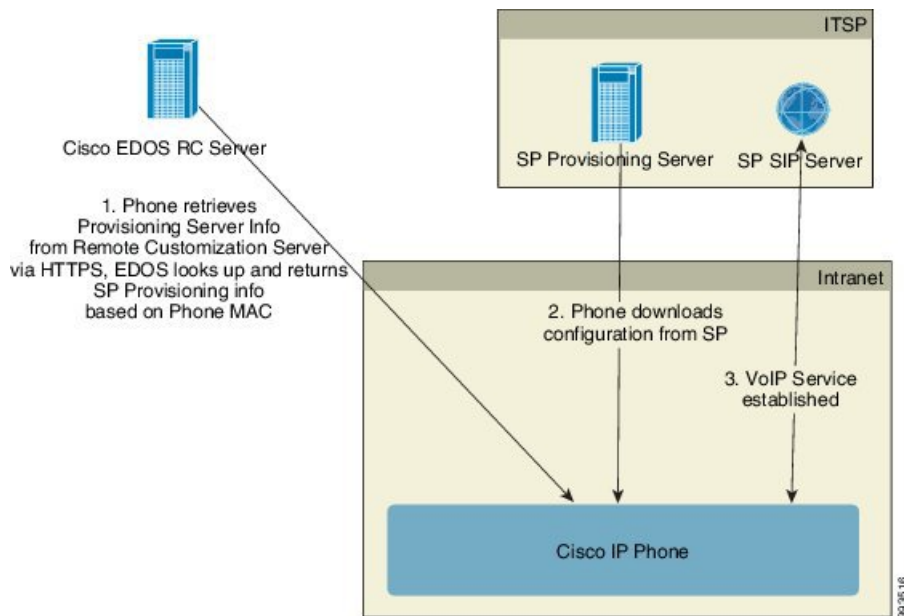 ITSP
Cisco EDOS RC Server
SP Provisioning Server
SP SIP Server
1. Phone retrieves
Provisioning Server Info
from Remote Customization Server
via HTTPS, EDOS looks up and returns
SP Provisioning info
based on Phone MAC
Intranet
2. Phone downloads
configuration from SP
3. VoIP Service
established
Cisco IP Phone